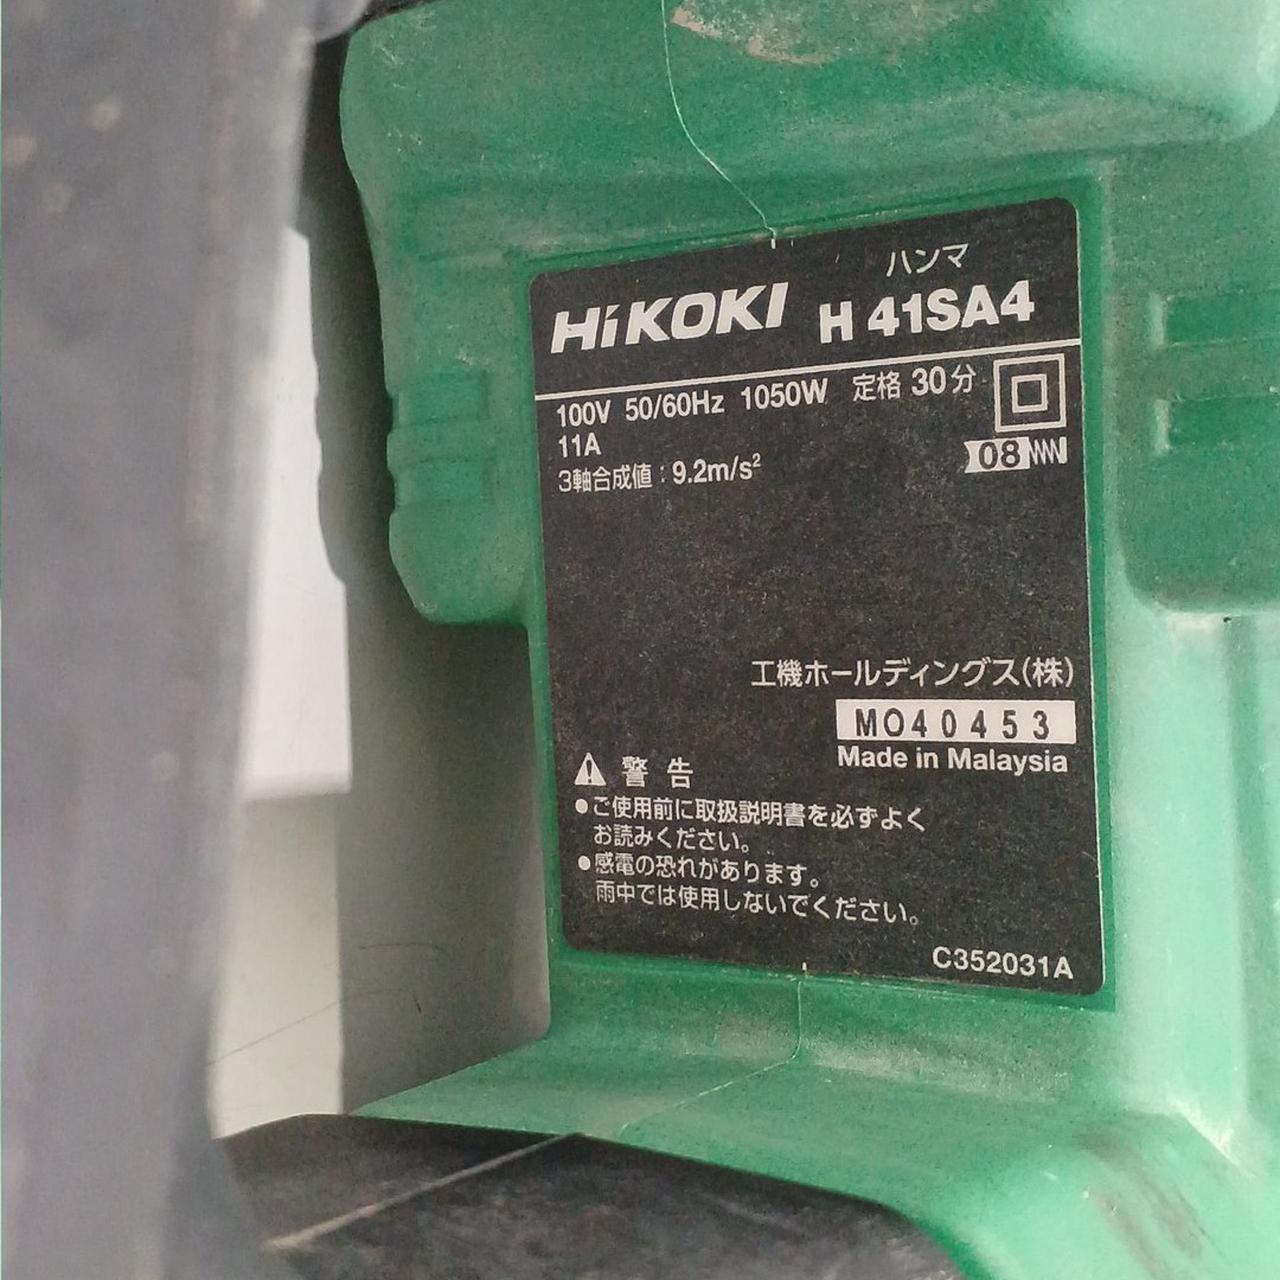 ハンマ
HiKOKI H 41SA4
100V 50/60Hz 1050W 定格 30分
11A
08
3軸合成値：9.2m/s²
工機ホールディングス(株)
M040453
Made in Malaysia
警告
●ご使用前に取扱説明書を必ずよく
お読みください。
●感電の恐れがあります。
雨中では使用しないでください。
C352031A